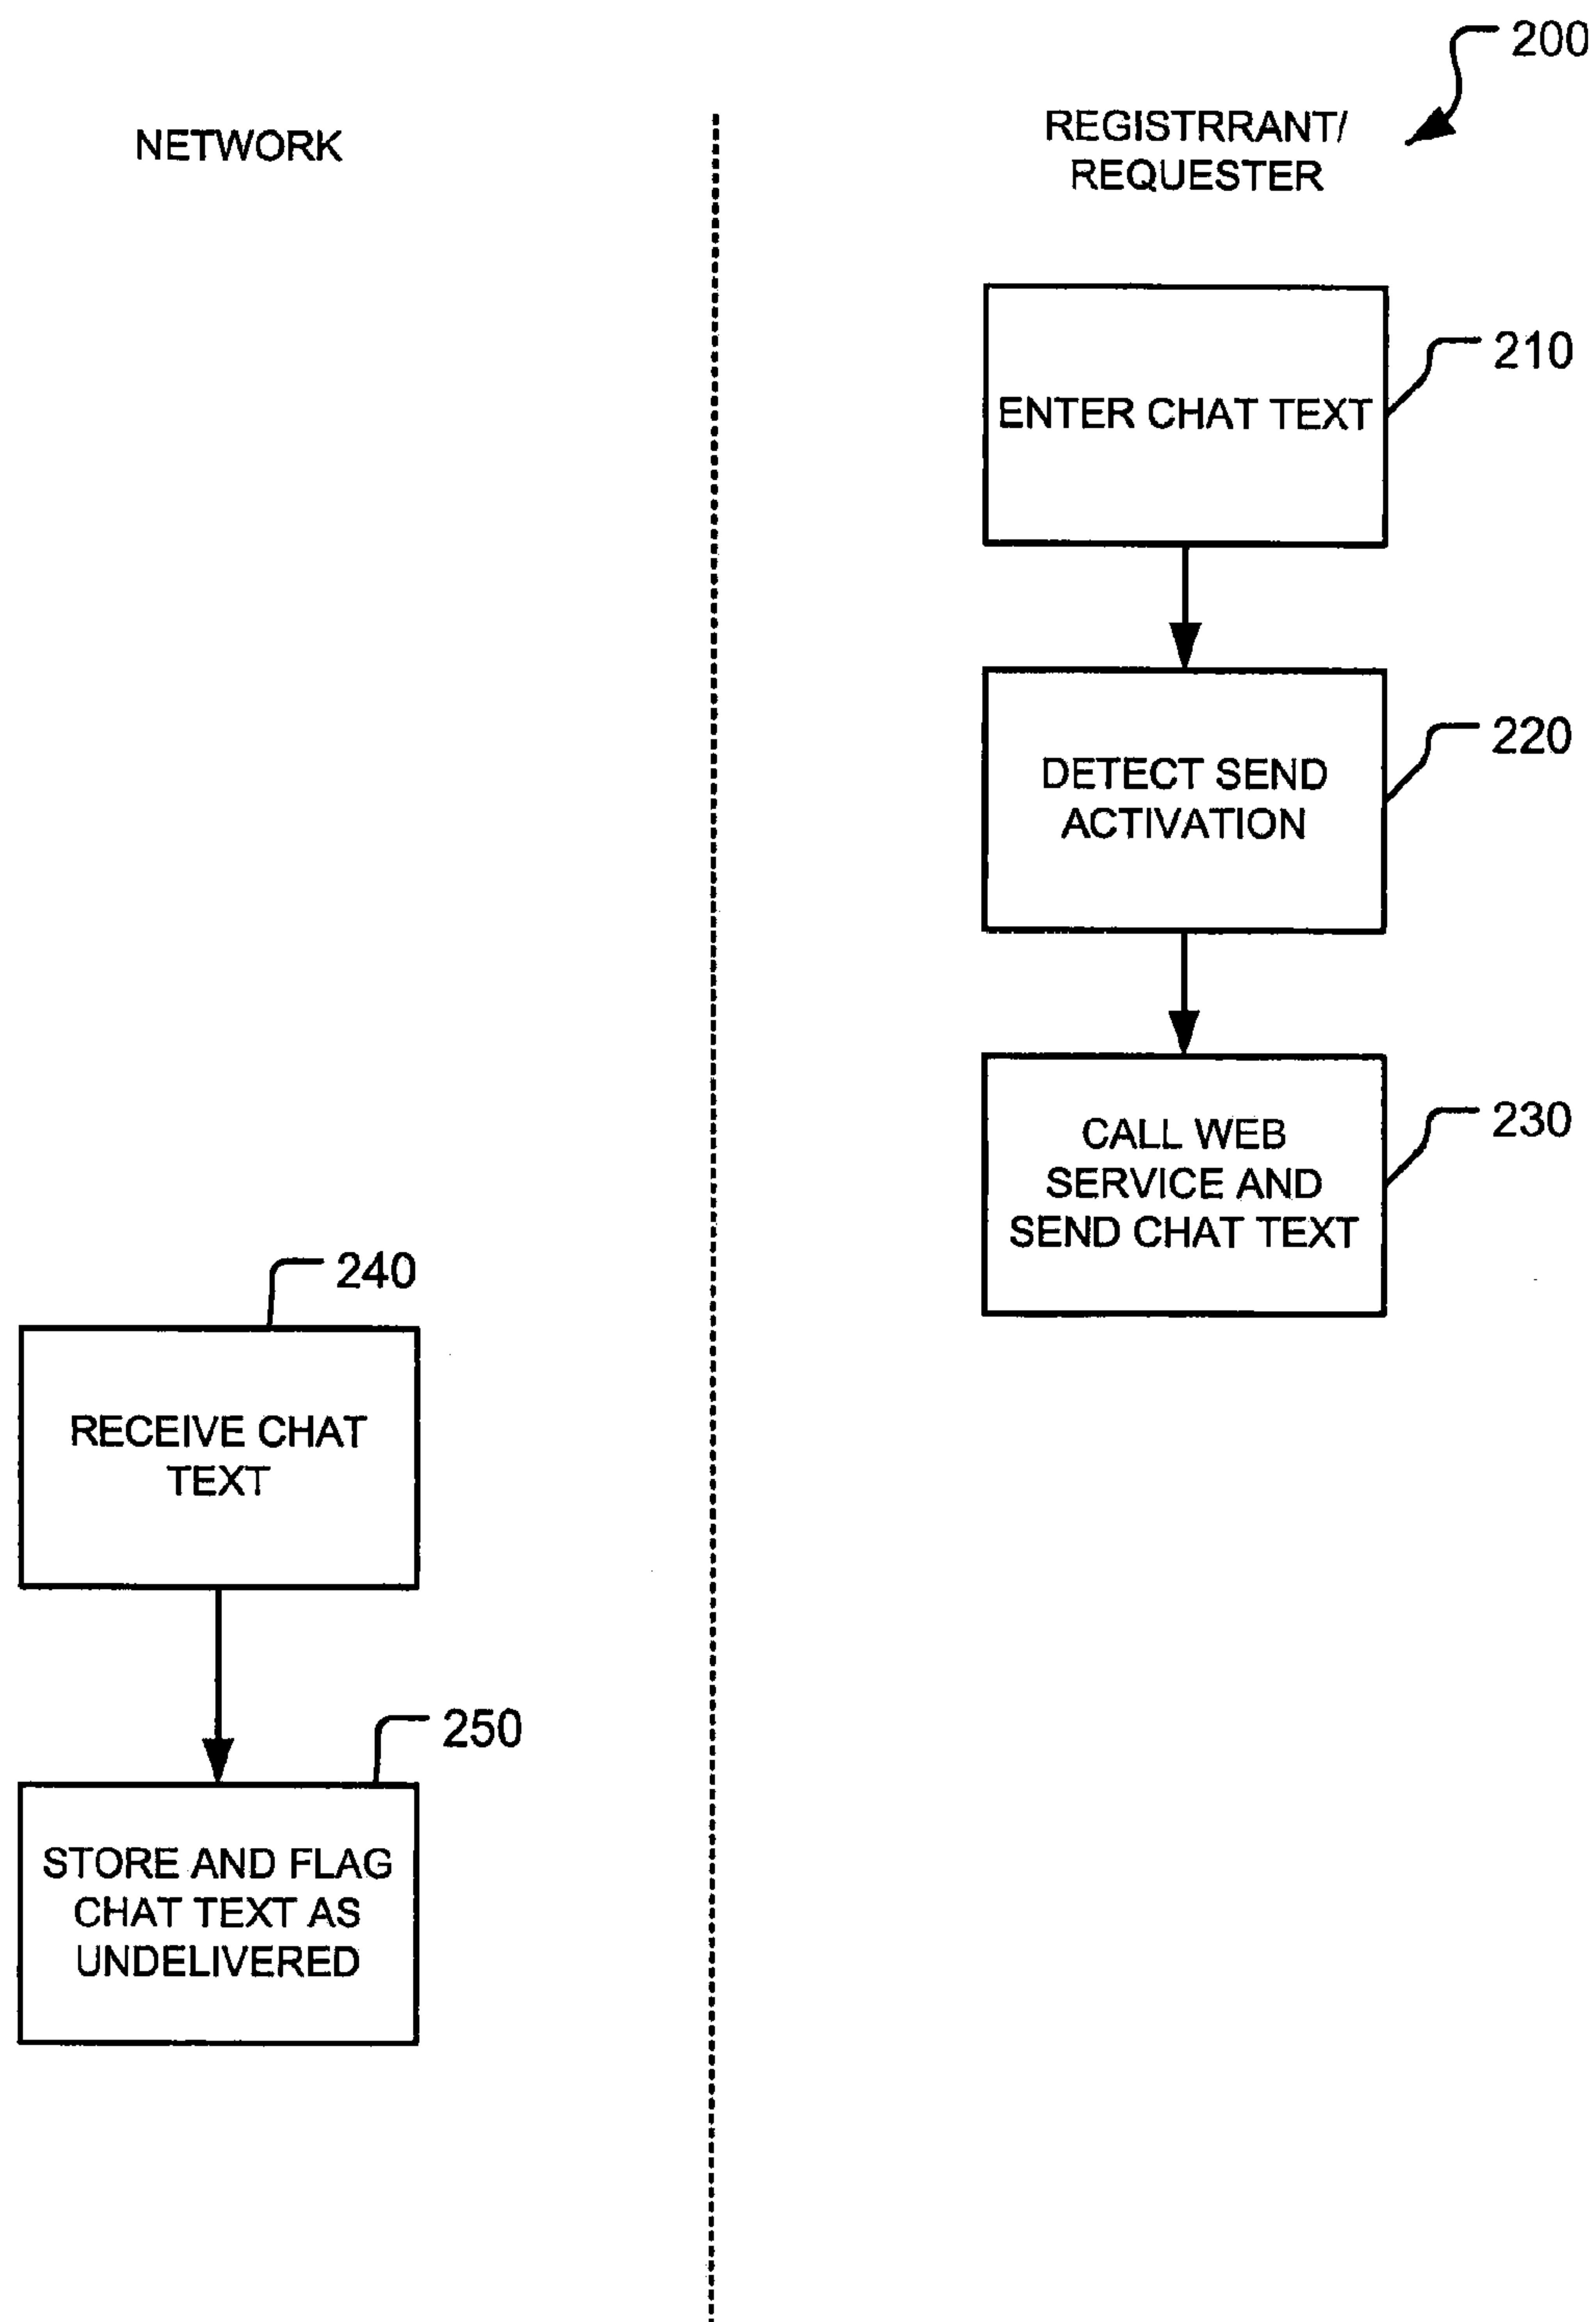 200
NETWORK
REGISTRRANT/
REQUESTER
210
ENTER CHAT TEXT
220
DETECT SEND
ACTIVATION
230
CALL WEB
SERVICE AND
SEND CHAT TEXT
240
RECEIVE CHAT
TEXT
250
STORE AND FLAG
CHAT TEXT AS
UNDELIVERED